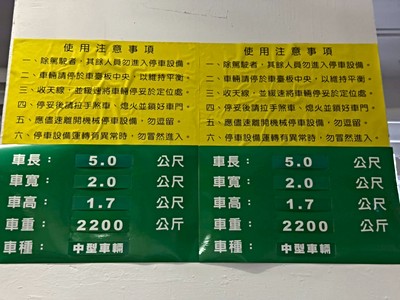 使用注意事項
一、除駕駛者，其餘人員勿進入停車設備。
二、車輛請停於車臺板中央，以維持平衡。
三、收天線，並緩速將車輛停妥於定位處。
四、停妥後請拉手煞車，熄火並鎖好車門。
五、應儘速離開機械停車設備，勿逗留。
六、停車設備運轉有異常時，勿冒然進入。
車長： 5.0 公尺
車寬： 2.0 公尺
車高： 1.7 公尺
車重： 2200 公斤
車種： 中型車輛
使用注意事項
一、除駕駛者，其餘人員勿進入停車設備。
二、車輛請停於車臺板中央，以維持平衡。
三、收天線，並緩速將車輛停妥於定位處。
四、停妥後請拉手煞車，熄火並鎖好車門。
五、應儘速離開機械停車設備，勿逗留。
六、停車設備運轉有異常時，勿冒然進入。
車長： 5.0 公尺
車寬： 2.0 公尺
車高： 1.7 公尺
車重： 2200 公斤
車種： 中型車輛